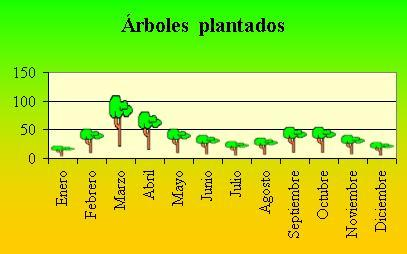 Árboles plantados
150
100
50
0
Enero
Febrero
Marzo
Abril
Mayo
Junio
Julio
Agosto
Septiembre
Octubre
Noviembre
Diciembre